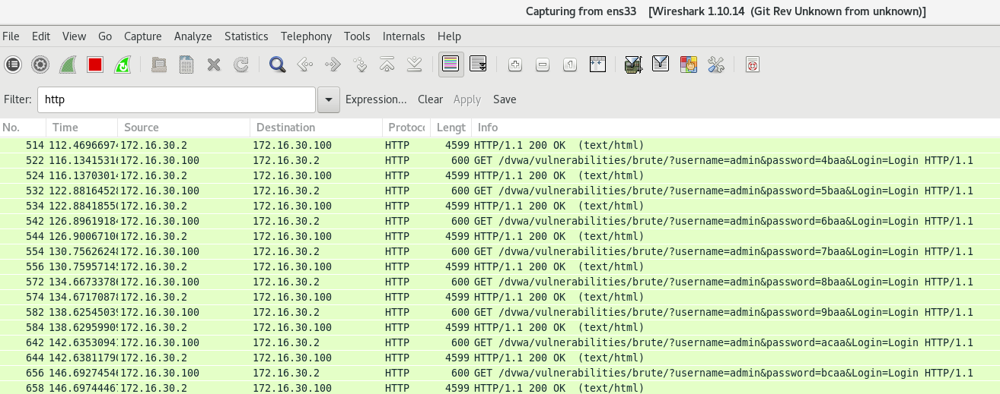 Capturing from ens33 [Wireshark 1.10.14 (Git Rev Unknown from unknown)]
File Edit View Go Capture Analyze Statistics Telephony Tools Internals Help
Filter: http Expression... Clear Apply Save
No. Time Source Destination Protoco Lengt Info
514 112.46966974 172.16.30.2 172.16.30.100 HTTP 4599 HTTP/1.1 200 OK (text/html)
522 116.13415310 172.16.30.100 172.16.30.2 HTTP 600 GET /dvwa/vulnerabilities/brute/?username=admin&password=4baa&Login=Login HTTP/1.1
524 116.13703014 172.16.30.2 172.16.30.100 HTTP 4599 HTTP/1.1 200 OK (text/html)
532 122.88164528 172.16.30.100 172.16.30.2 HTTP 600 GET /dvwa/vulnerabilities/brute/?username=admin&password=5baa&Login=Login HTTP/1.1
534 122.88418550 172.16.30.2 172.16.30.100 HTTP 4599 HTTP/1.1 200 OK (text/html)
542 126.89619184 172.16.30.100 172.16.30.2 HTTP 600 GET /dvwa/vulnerabilities/brute/?username=admin&password=6baa&Login=Login HTTP/1.1
544 126.90067100 172.16.30.2 172.16.30.100 HTTP 4599 HTTP/1.1 200 OK (text/html)
554 130.75626248 172.16.30.100 172.16.30.2 HTTP 600 GET /dvwa/vulnerabilities/brute/?username=admin&password=7baa&Login=Login HTTP/1.1
556 130.75957145 172.16.30.2 172.16.30.100 HTTP 4599 HTTP/1.1 200 OK (text/html)
572 134.66733780 172.16.30.100 172.16.30.2 HTTP 600 GET /dvwa/vulnerabilities/brute/?username=admin&password=8baa&Login=Login HTTP/1.1
574 134.67170878 172.16.30.2 172.16.30.100 HTTP 4599 HTTP/1.1 200 OK (text/html)
582 138.62545035 172.16.30.100 172.16.30.2 HTTP 600 GET /dvwa/vulnerabilities/brute/?username=admin&password=9baa&Login=Login HTTP/1.1
584 138.62959905 172.16.30.2 172.16.30.100 HTTP 4599 HTTP/1.1 200 OK (text/html)
642 142.63530941 172.16.30.100 172.16.30.2 HTTP 600 GET /dvwa/vulnerabilities/brute/?username=admin&password=acaa&Login=Login HTTP/1.1
644 142.63811790 172.16.30.2 172.16.30.100 HTTP 4599 HTTP/1.1 200 OK (text/html)
656 146.69274540 172.16.30.100 172.16.30.2 HTTP 600 GET /dvwa/vulnerabilities/brute/?username=admin&password=bcaa&Login=Login HTTP/1.1
658 146.69744467 172.16.30.2 172.16.30.100 HTTP 4599 HTTP/1.1 200 OK (text/html)